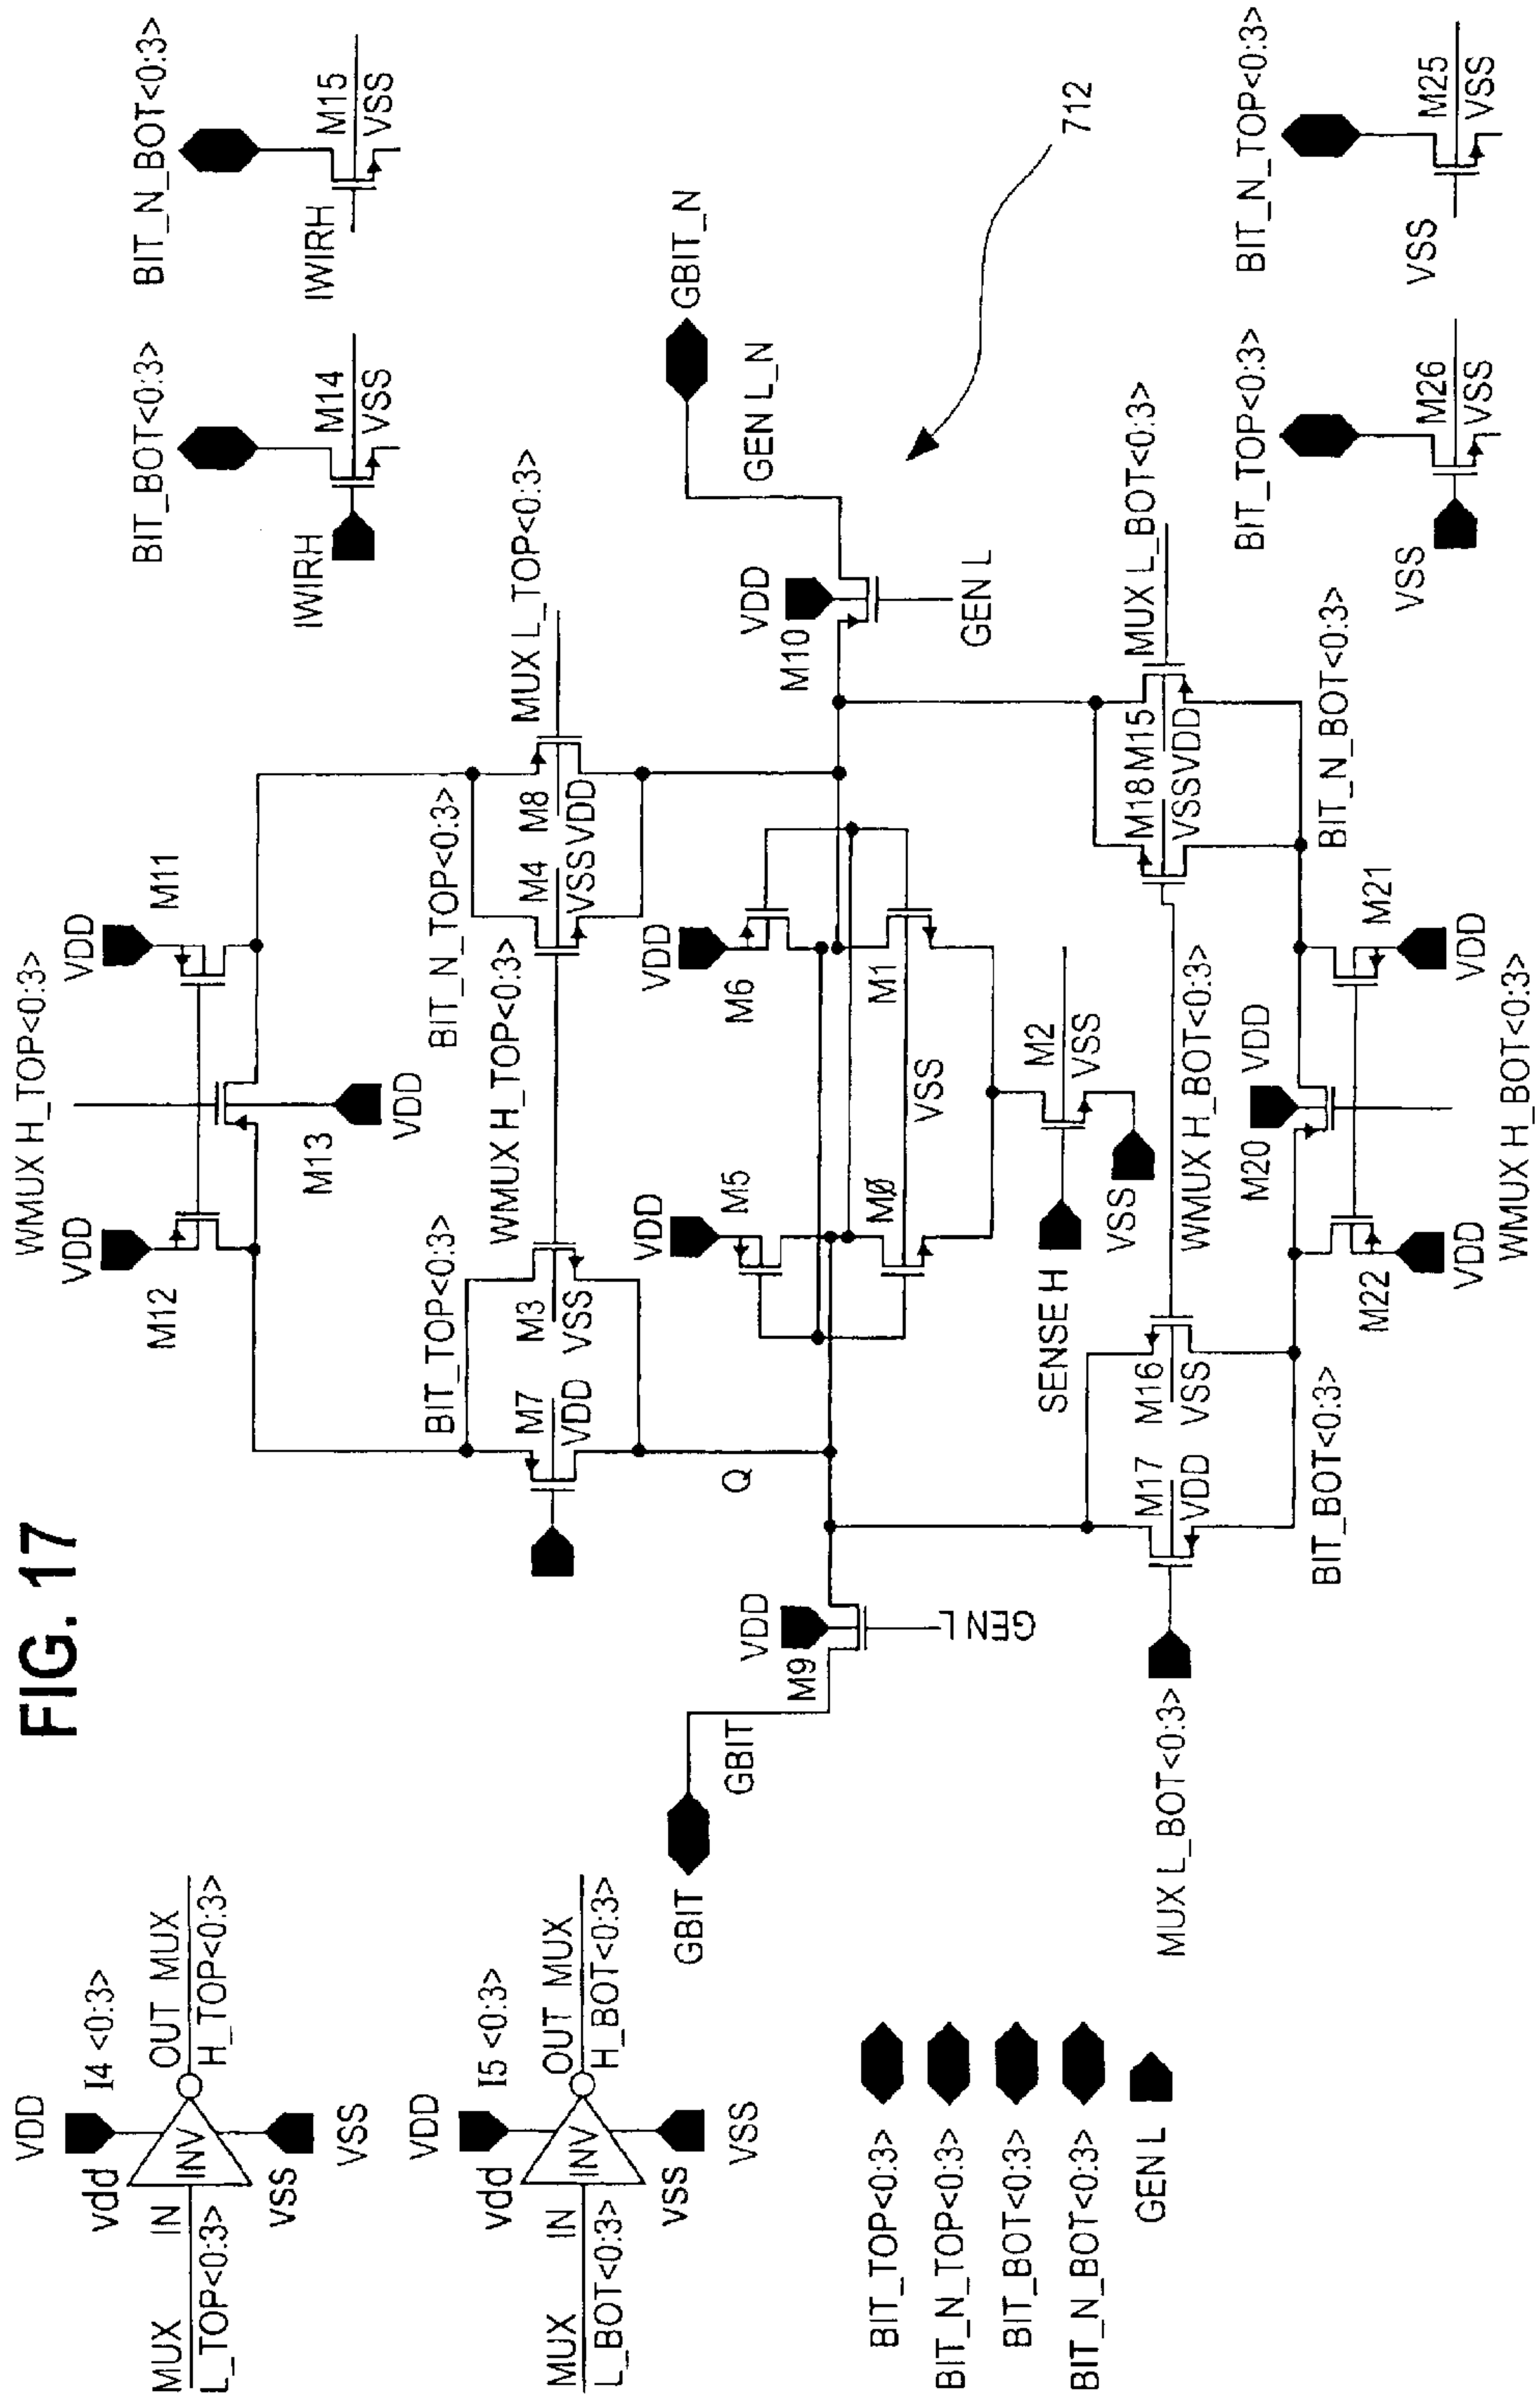 FIG. 17
VDD
I4 <0:3>
vdd
MUX
IN
INV
OUT MUX
L_TOP<0:3>
H_TOP<0:3>
vss
VSS
VDD
I5 <0:3>
vdd
MUX
IN
INV
OUT MUX
L_BOT<0:3>
H_BOT<0:3>
vss
VSS
BIT_TOP<0:3>
BIT_N_TOP<0:3>
BIT_BOT<0:3>
BIT_N_BOT<0:3>
GEN L
WMUX H_TOP<0:3>
VDD
M12
VDD
M11
M13
VDD
BIT_TOP<0:3>
BIT_N_TOP<0:3>
M7
VDD
M3
VSS
WMUX H_TOP<0:3>
M4
M8
VSSVDD
MUX L_TOP<0:3>
Q
GBIT
GBIT
M9
VDD
GEN L
VDD
M5
M6
VDD
MØ
M1
VSS
SENSE H
M2
VSS
VSS
VDD
M10
GEN L
GEN L_N
GBIT_N
712
MUX L_BOT<0:3>
M17
VDD
M16
VSS
WMUX H_BOT<0:3>
M18M15
VSSVDD
MUX L_BOT<0:3>
BIT_BOT<0:3>
BIT_N_BOT<0:3>
M20
VDD
M22
VDD
M21
VDD
WMUX H_BOT<0:3>
BIT_BOT<0:3>
IWIRH
M14
VSS
BIT_N_BOT<0:3>
IWIRH
M15
VSS
BIT_TOP<0:3>
VSS
M26
VSS
BIT_N_TOP<0:3>
VSS
M25
VSS